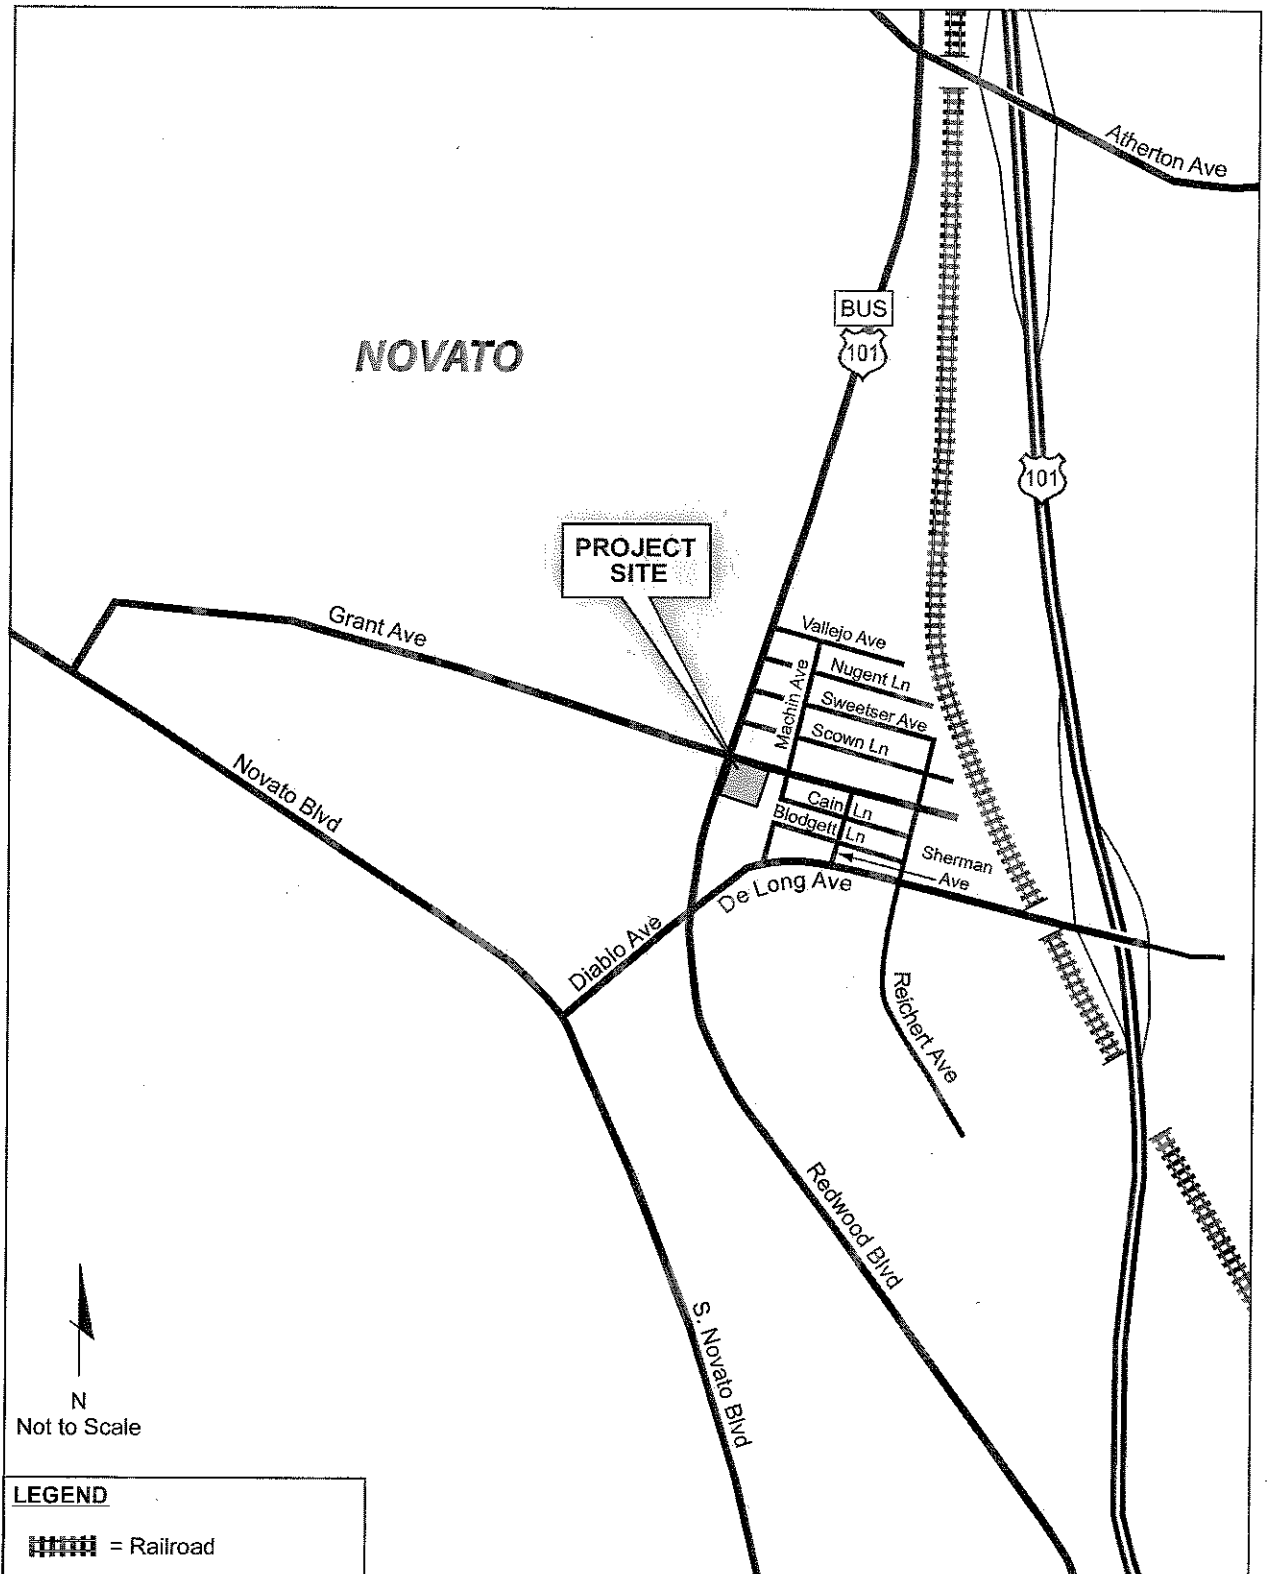 Atherton Ave
BUS
101
NOVATO
101
PROJECT
SITE
Grant Ave
Vallejo Ave
Nugent Ln
Machin Ave
Sweetser Ave
Scown Ln
Novato Blvd
Cain Ln
Blodgett Ln
Sherman
Ave
De Long Ave
Diablo Ave
Reichert Ave
Redwood Blvd
S. Novato Blvd
N
Not to Scale
LEGEND
= Railroad